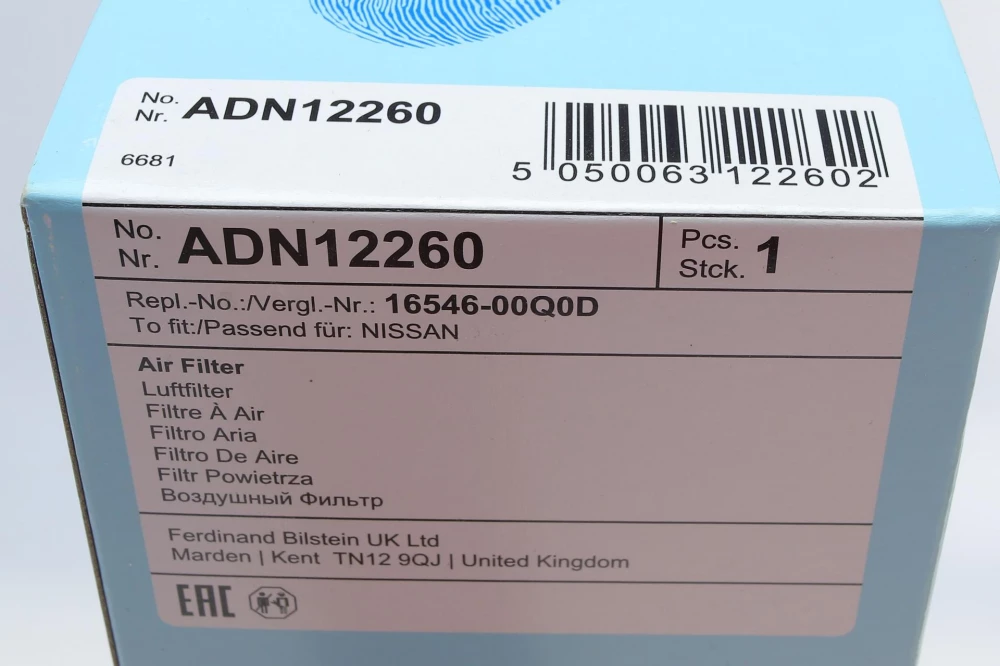 No.
Nr. ADN12260
6681
5 050063 122602
No.
Nr. ADN12260
Pcs.
Stck. 1
Repl.-No.:/Vergl.-Nr.: 16546-00Q0D
To fit:/Passend für: NISSAN
Air Filter
Luftfilter
Filtre À Air
Filtro Aria
Filtro De Aire
Filtr Powietrza
Воздушный Фильтр
Ferdinand Bilstein UK Ltd
Marden | Kent TN12 9QJ | United Kingdom
EAC